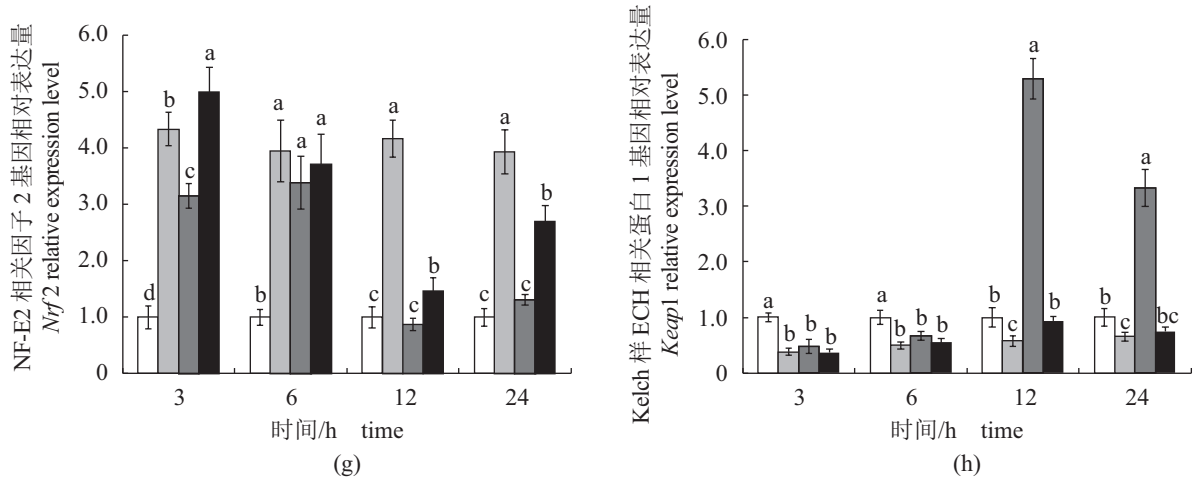 NF-E2 相关因子 2 基因相对表达量
Nrf 2 relative expression level
6.0
5.0
4.0
3.0
2.0
1.0
0
d b c a
b a a a
c a c b
c a c b
3 6 12 24
时间/h time
(g)
Kelch 样 ECH 相关蛋白 1 基因相对表达量
Keap1 relative expression level
6.0
5.0
4.0
3.0
2.0
1.0
0
a b b b
a b b b
b c a b
b c a bc
3 6 12 24
时间/h time
(h)